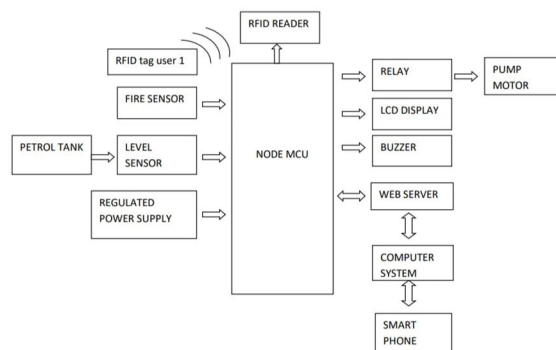 RFID READER
RFID tag user 1
RELAY
PUMP
MOTOR
FIRE SENSOR
LCD DISPLAY
PETROL TANK
LEVEL
SENSOR
NODE MCU
BUZZER
REGULATED
POWER SUPPLY
WEB SERVER
COMPUTER
SYSTEM
SMART
PHONE